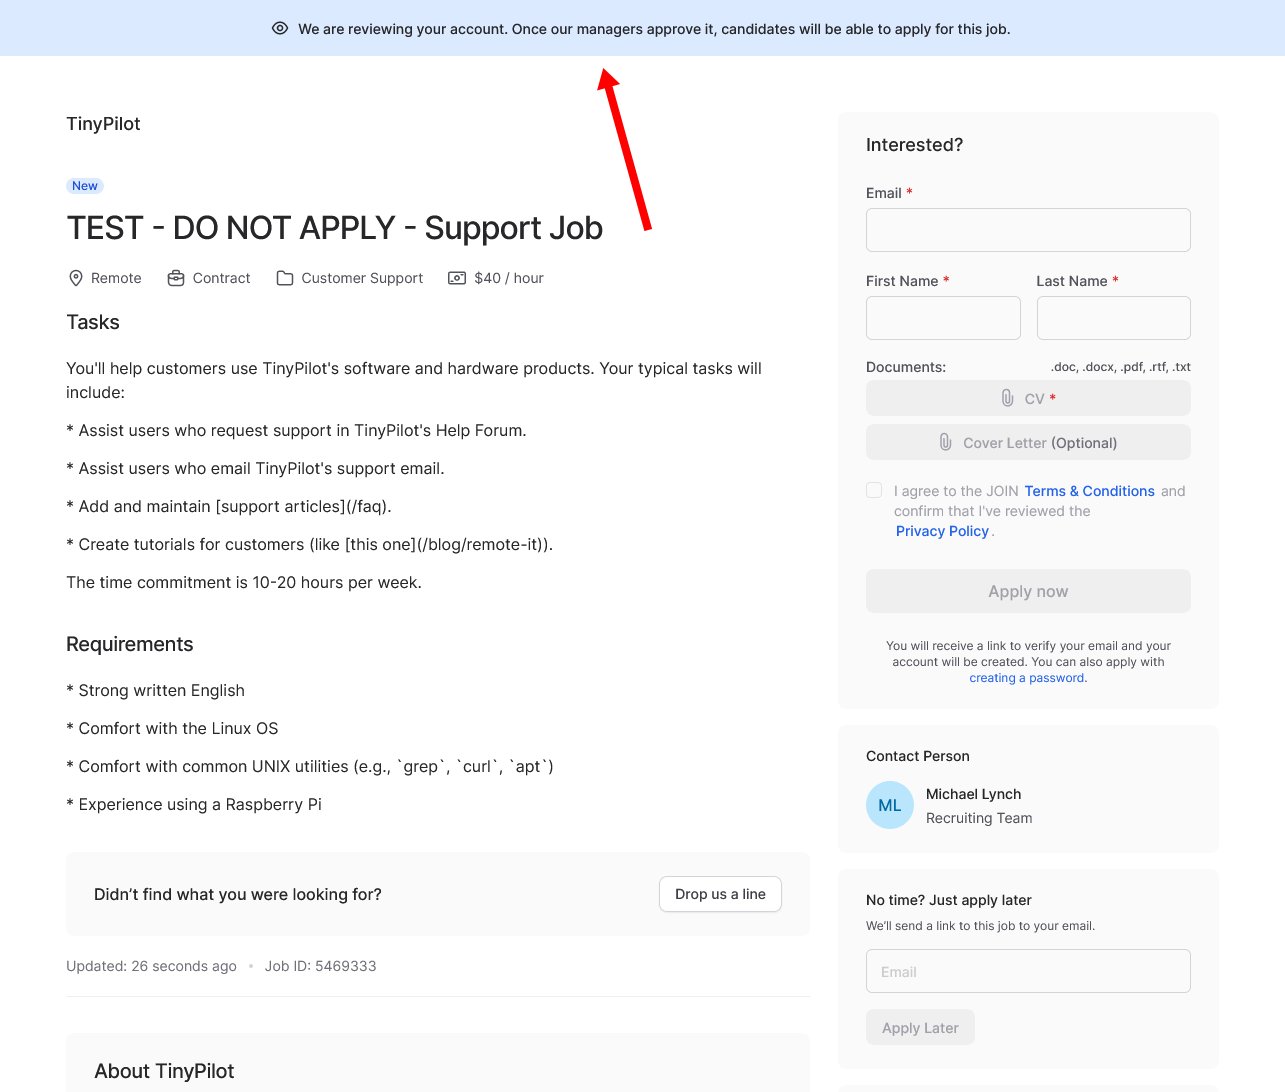 We are reviewing your account. Once our managers approve it, candidates will be able to apply for this job.
TinyPilot
New
TEST - DO NOT APPLY - Support Job
Remote Contract Customer Support $40 / hour
Tasks
You'll help customers use TinyPilot's software and hardware products. Your typical tasks will
include:
* Assist users who request support in TinyPilot's Help Forum.
* Assist users who email TinyPilot's support email.
* Add and maintain [support articles](/faq).
* Create tutorials for customers (like [this one](/blog/remote-it)).
The time commitment is 10-20 hours per week.
Requirements
* Strong written English
* Comfort with the Linux OS
* Comfort with common UNIX utilities (e.g., `grep`, `curl`, `apt`)
* Experience using a Raspberry Pi
Didn’t find what you were looking for?
Drop us a line
Updated: 26 seconds ago • Job ID: 5469333
About TinyPilot
Interested?
Email *
First Name * Last Name *
Documents: .doc, .docx, .pdf, .rtf, .txt
CV *
Cover Letter (Optional)
I agree to the JOIN Terms & Conditions and
confirm that I've reviewed the
Privacy Policy.
Apply now
You will receive a link to verify your email and your
account will be created. You can also apply with
creating a password.
Contact Person
ML
Michael Lynch
Recruiting Team
No time? Just apply later
We’ll send a link to this job to your email.
Email
Apply Later